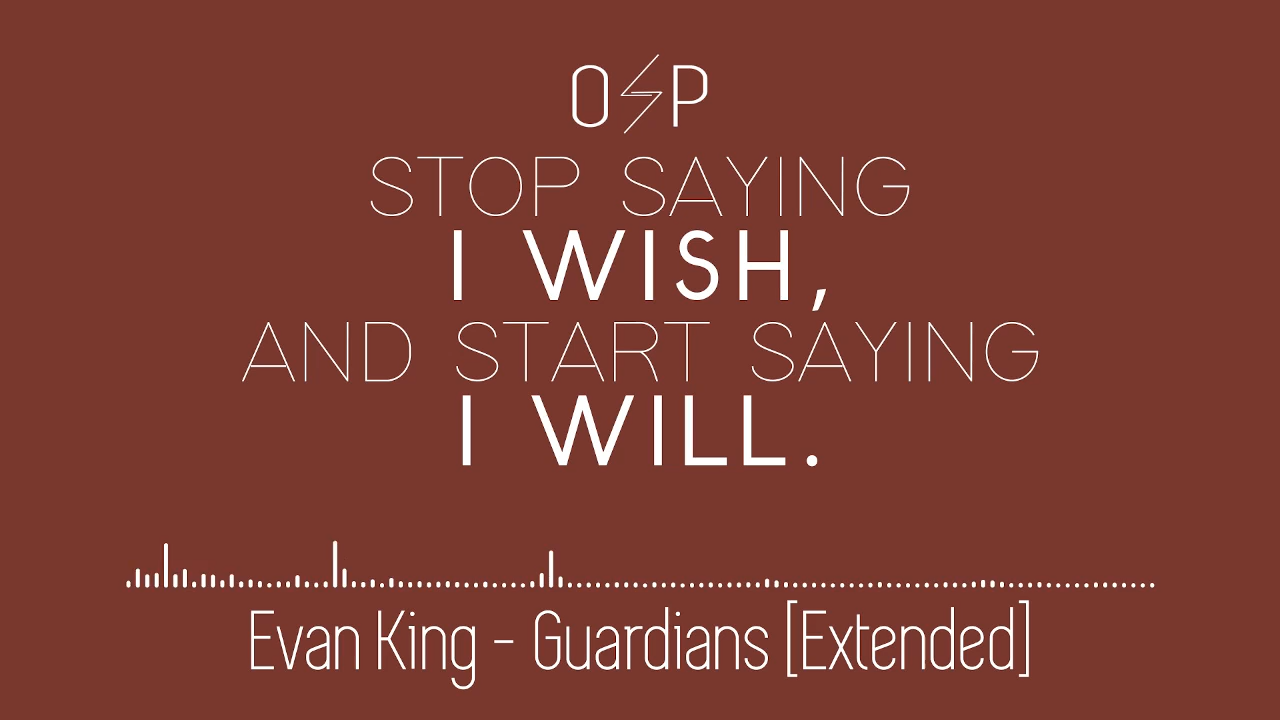 O⚡P
STOP SAYING
I WISH,
AND START SAYING
I WILL.
Evan King - Guardians [Extended]